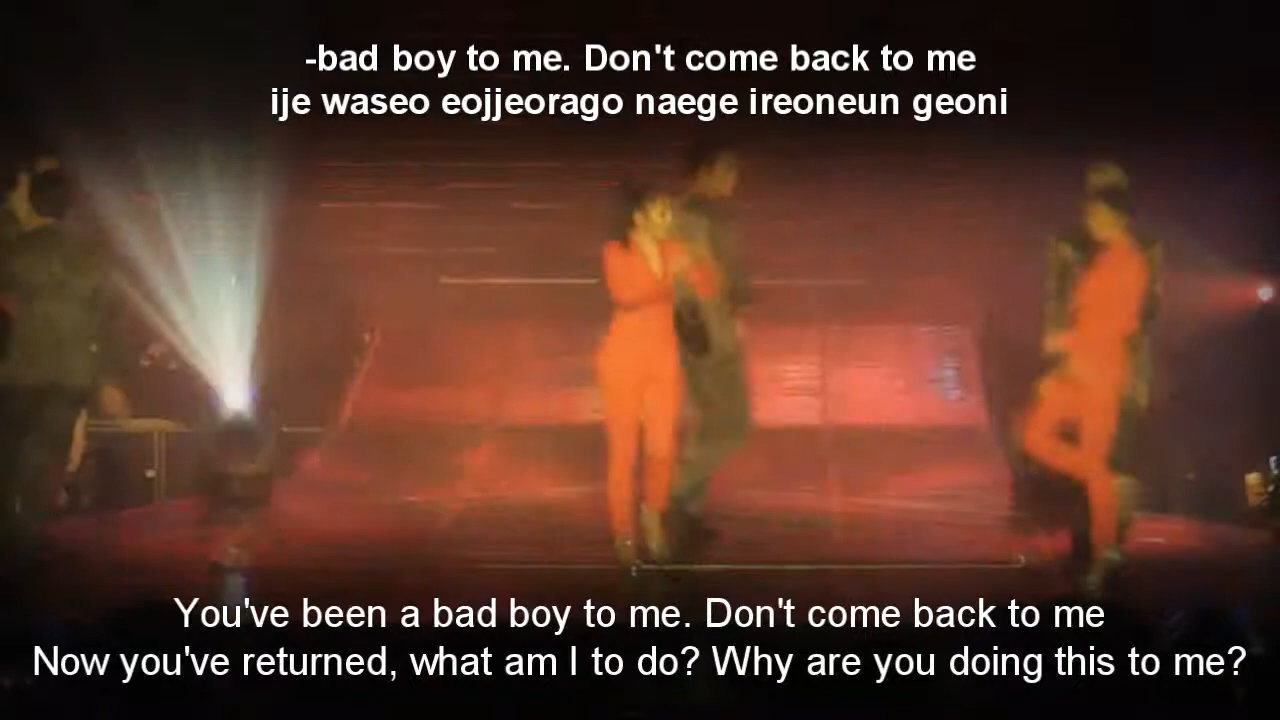 -bad boy to me. Don't come back to me
ije waseo eojjeorago naege ireoneun geoni
You've been a bad boy to me. Don't come back to me
Now you've returned, what am I to do? Why are you doing this to me?